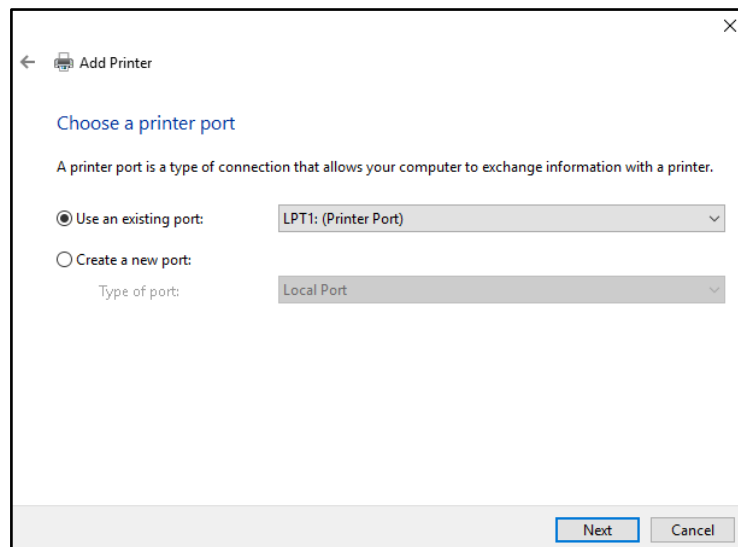 Add Printer
Choose a printer port
A printer port is a type of connection that allows your computer to exchange information with a printer.
Use an existing port: LPT1: (Printer Port)
Create a new port:
Type of port: Local Port
Next Cancel